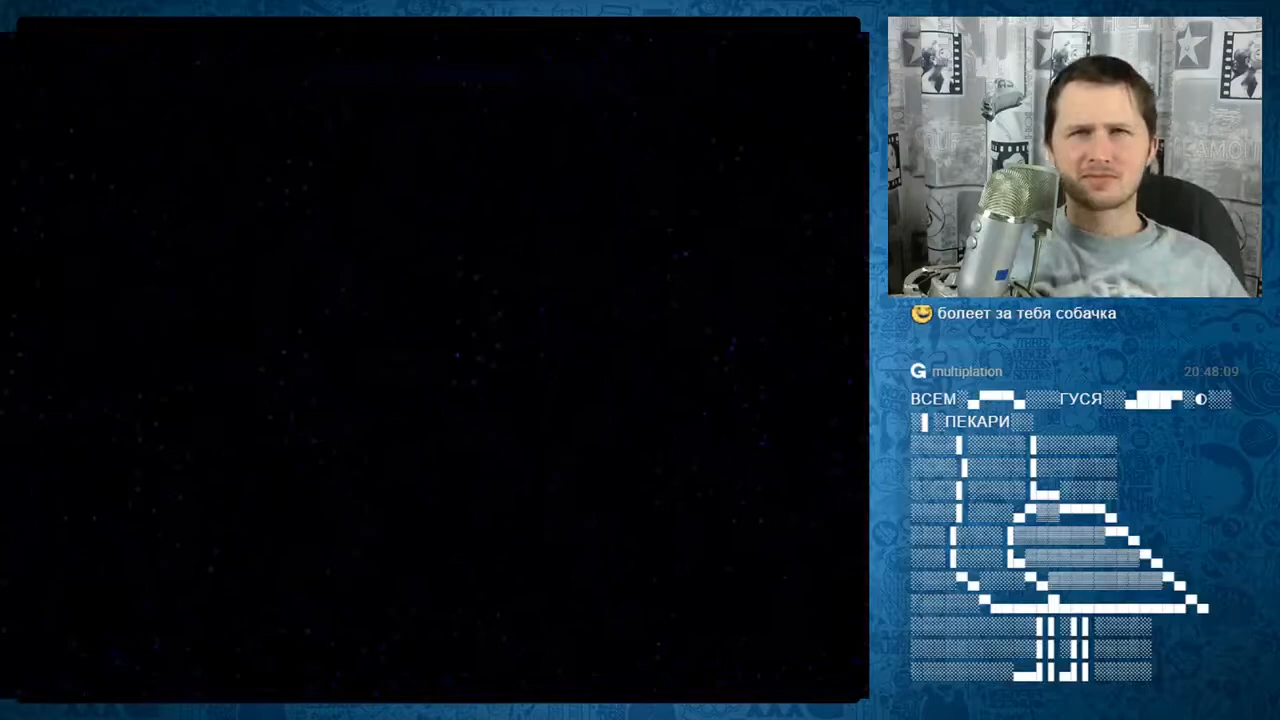 болеет за тебя собачка
G multiplation 20:48:09
ВСЕМ░▄▀▀▀▄░░░ГУСЯ░░▄███▀░◐░░
░▌░ПЕКАРИ░░